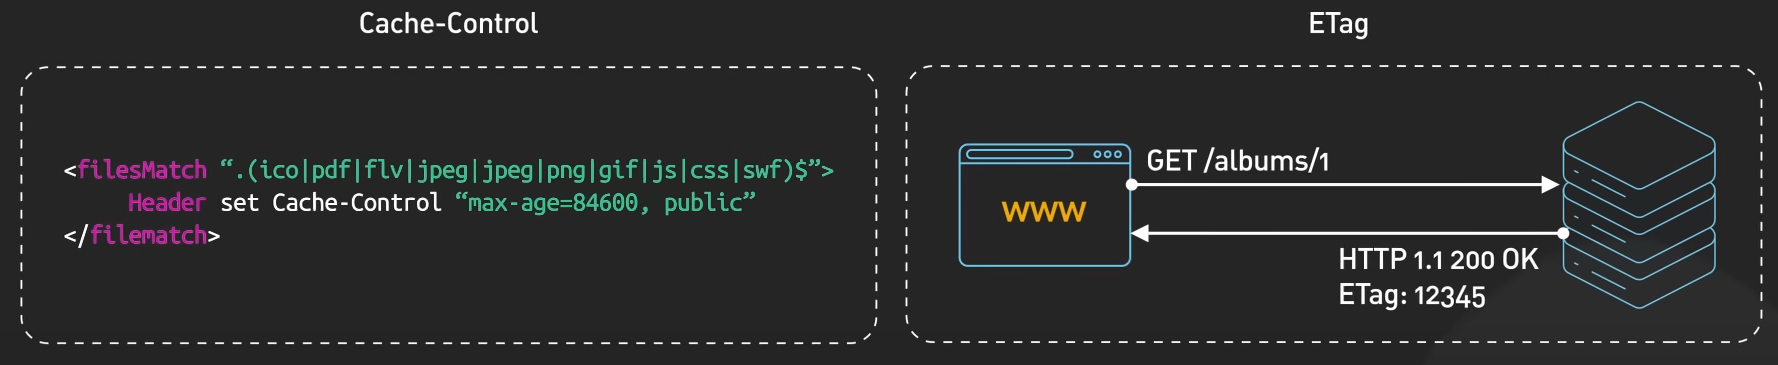 Cache-Control
<filesMatch “.(ico|pdf|flv|jpeg|jpeg|png|gif|js|css|swf)$”>
Header set Cache-Control “max-age=84600, public”
</filematch>
ETag
WWW
GET /albums/1
HTTP 1.1 200 OK
ETag: 12345